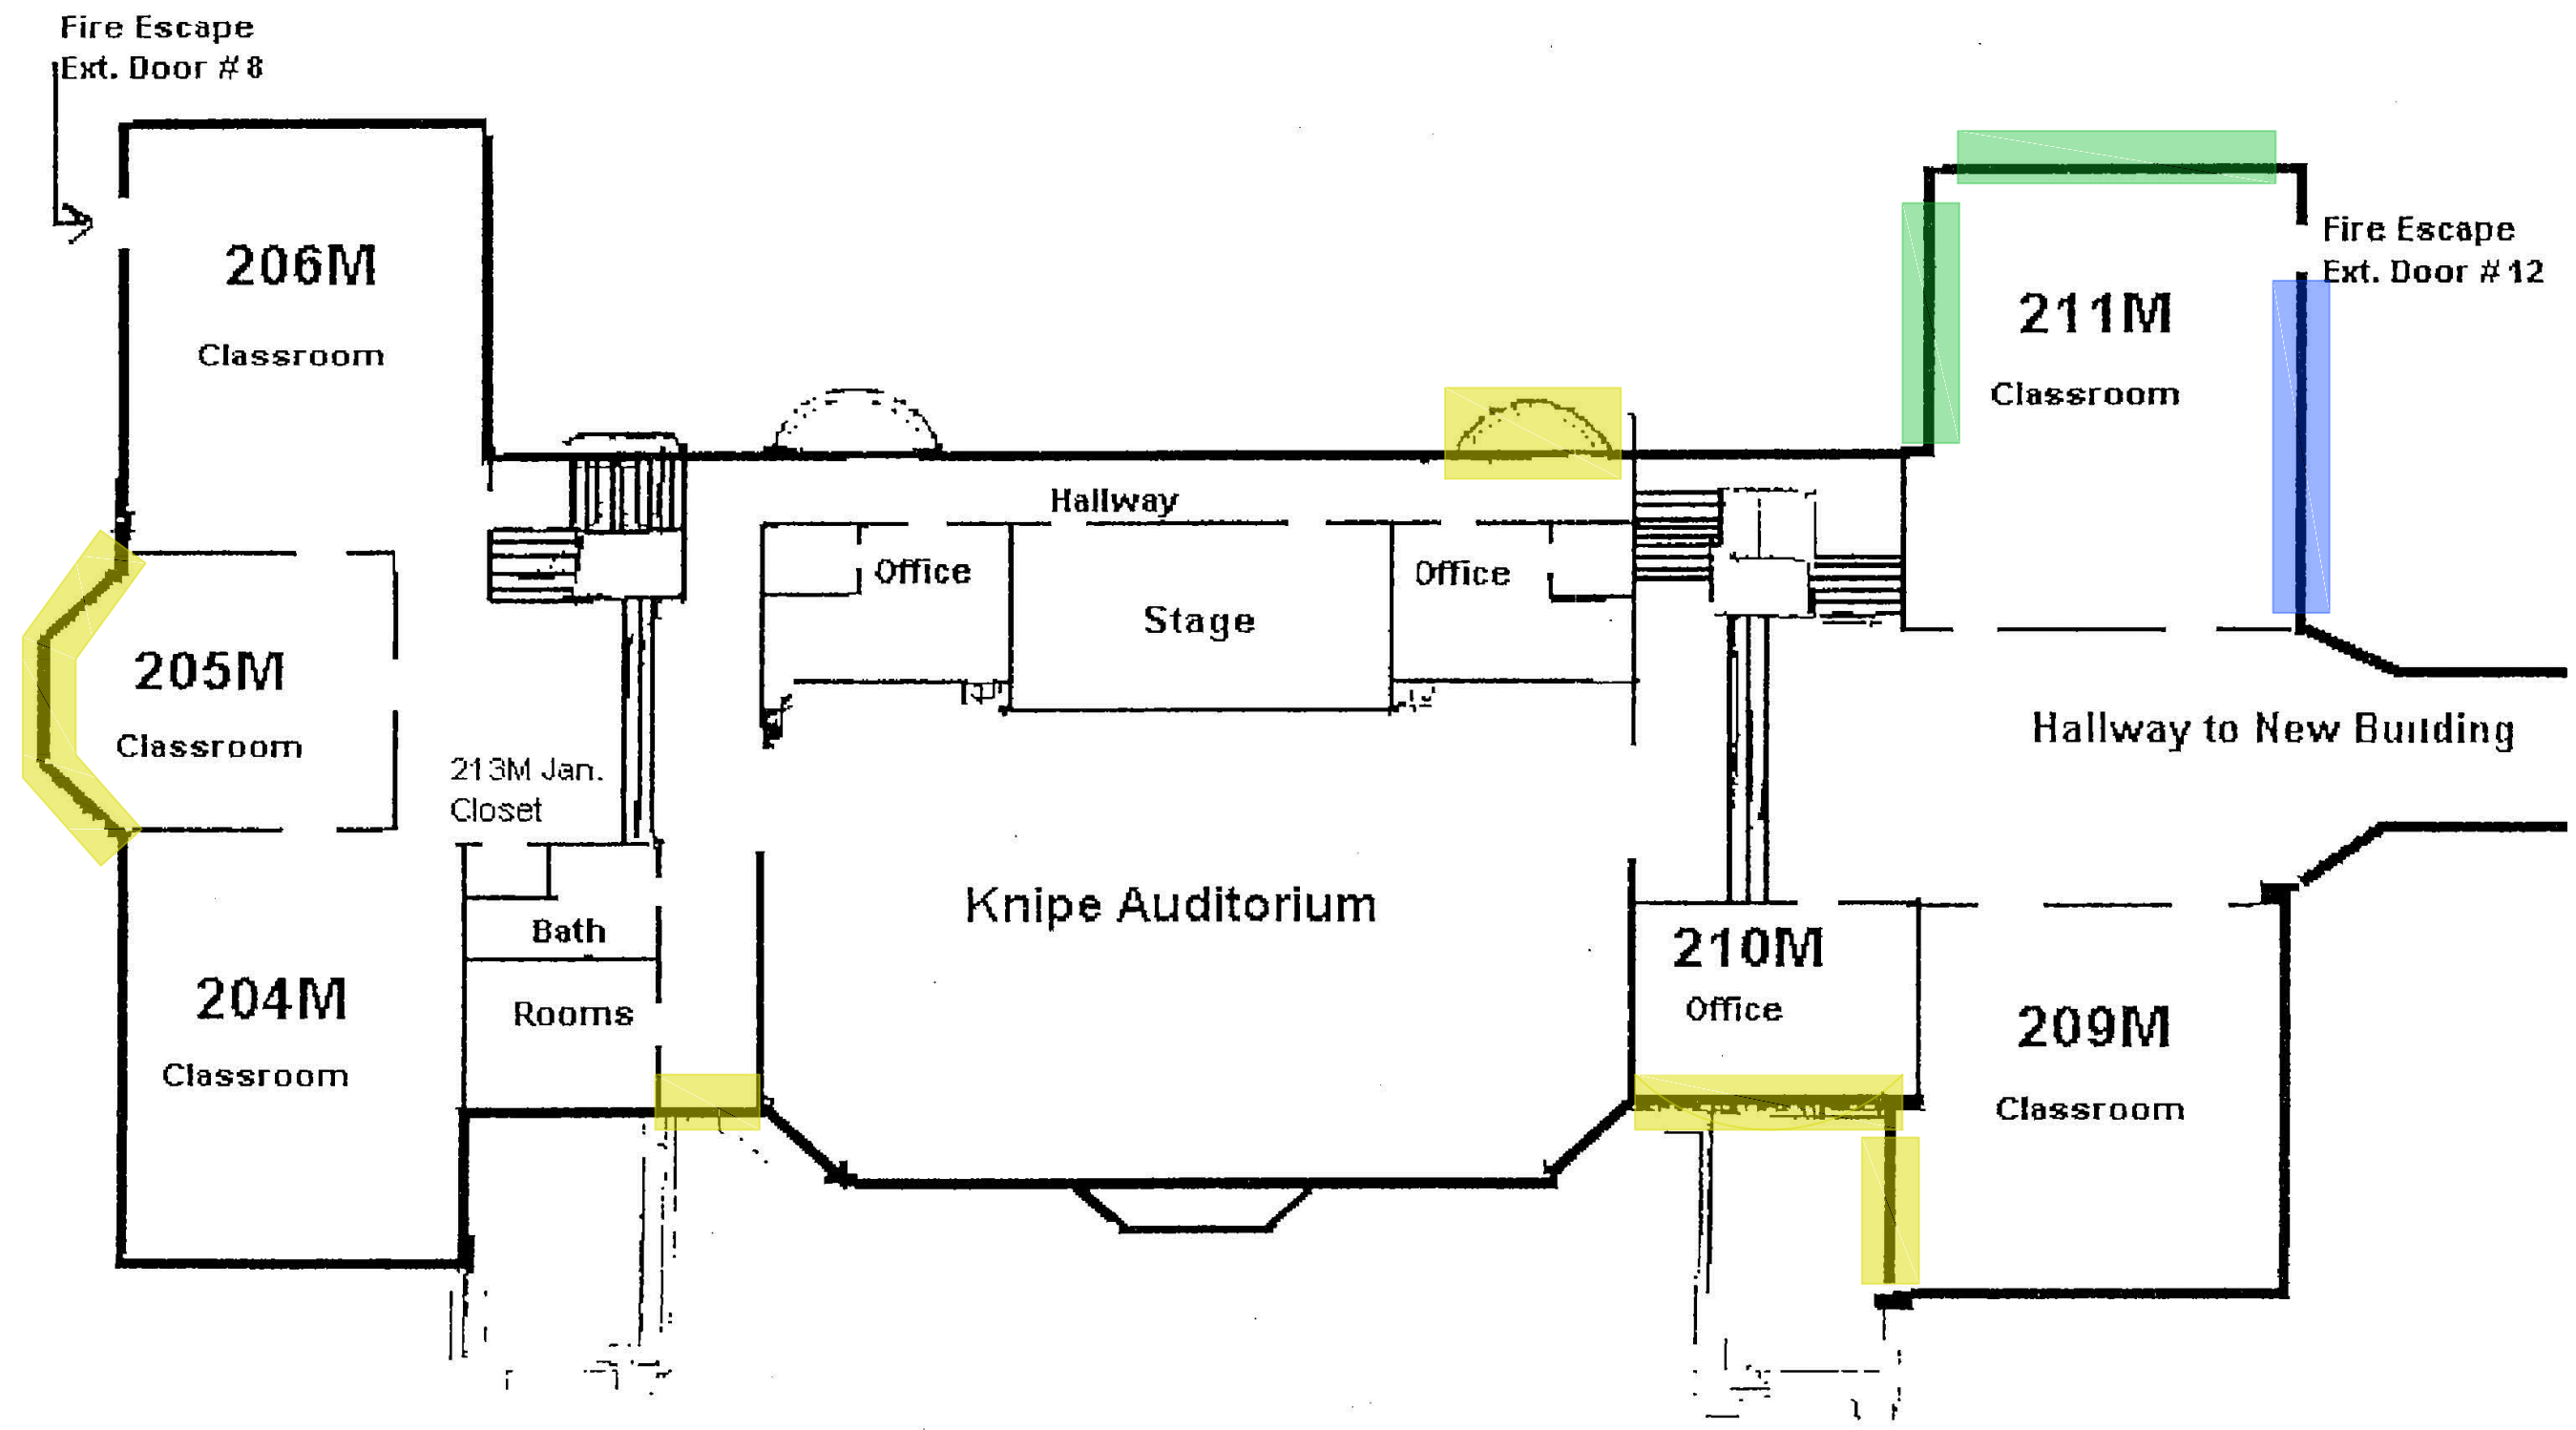 Fire Escape
Ext. Door # 8
Fire Escape
Ext. Door # 12
206M
Classroom
211M
Classroom
Hallway
Office
Stage
Office
205M
Classroom
Hallway to New Building
213M Jan.
Closet
Knipe Auditorium
Bath
Rooms
210M
Office
204M
Classroom
209M
Classroom